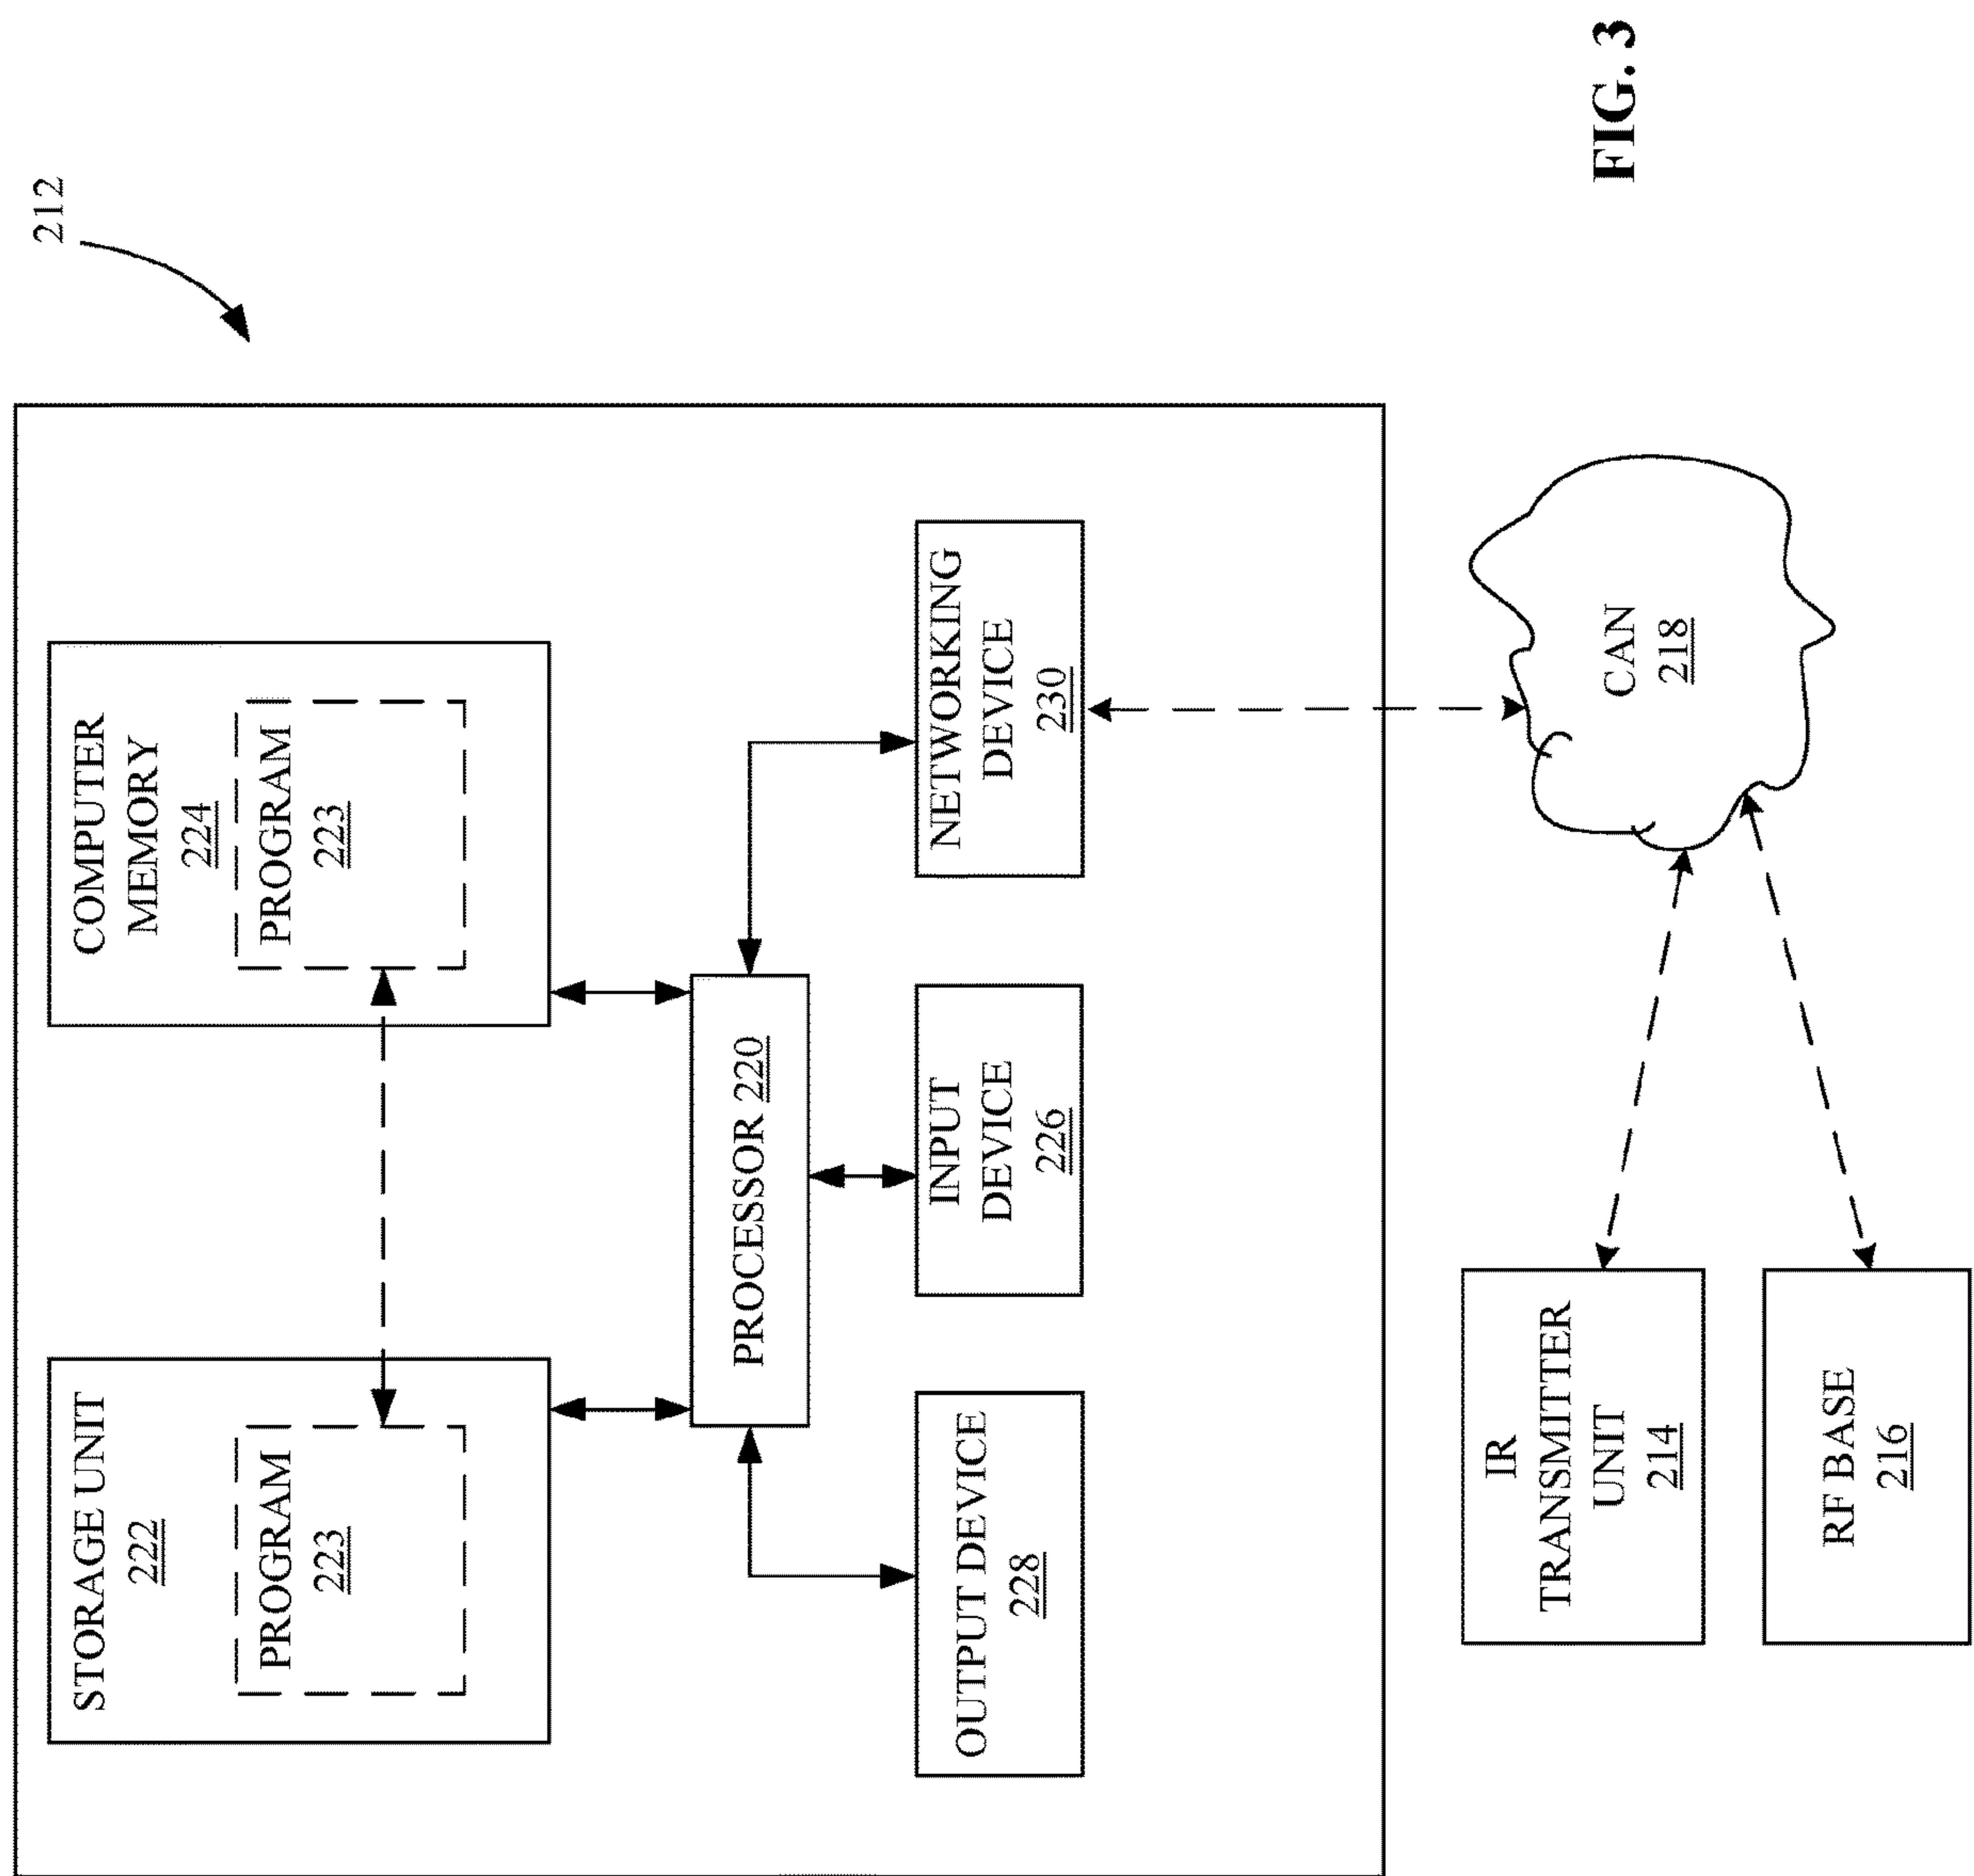 212
STORAGE UNIT
222
PROGRAM
223
COMPUTER
MEMORY
224
PROGRAM
223
PROCESSOR 220
OUTPUT DEVICE
228
INPUT
DEVICE
226
NETWORKING
DEVICE
230
IR
TRANSMITTER
UNIT
214
RF BASE
216
CAN
218
FIG. 3